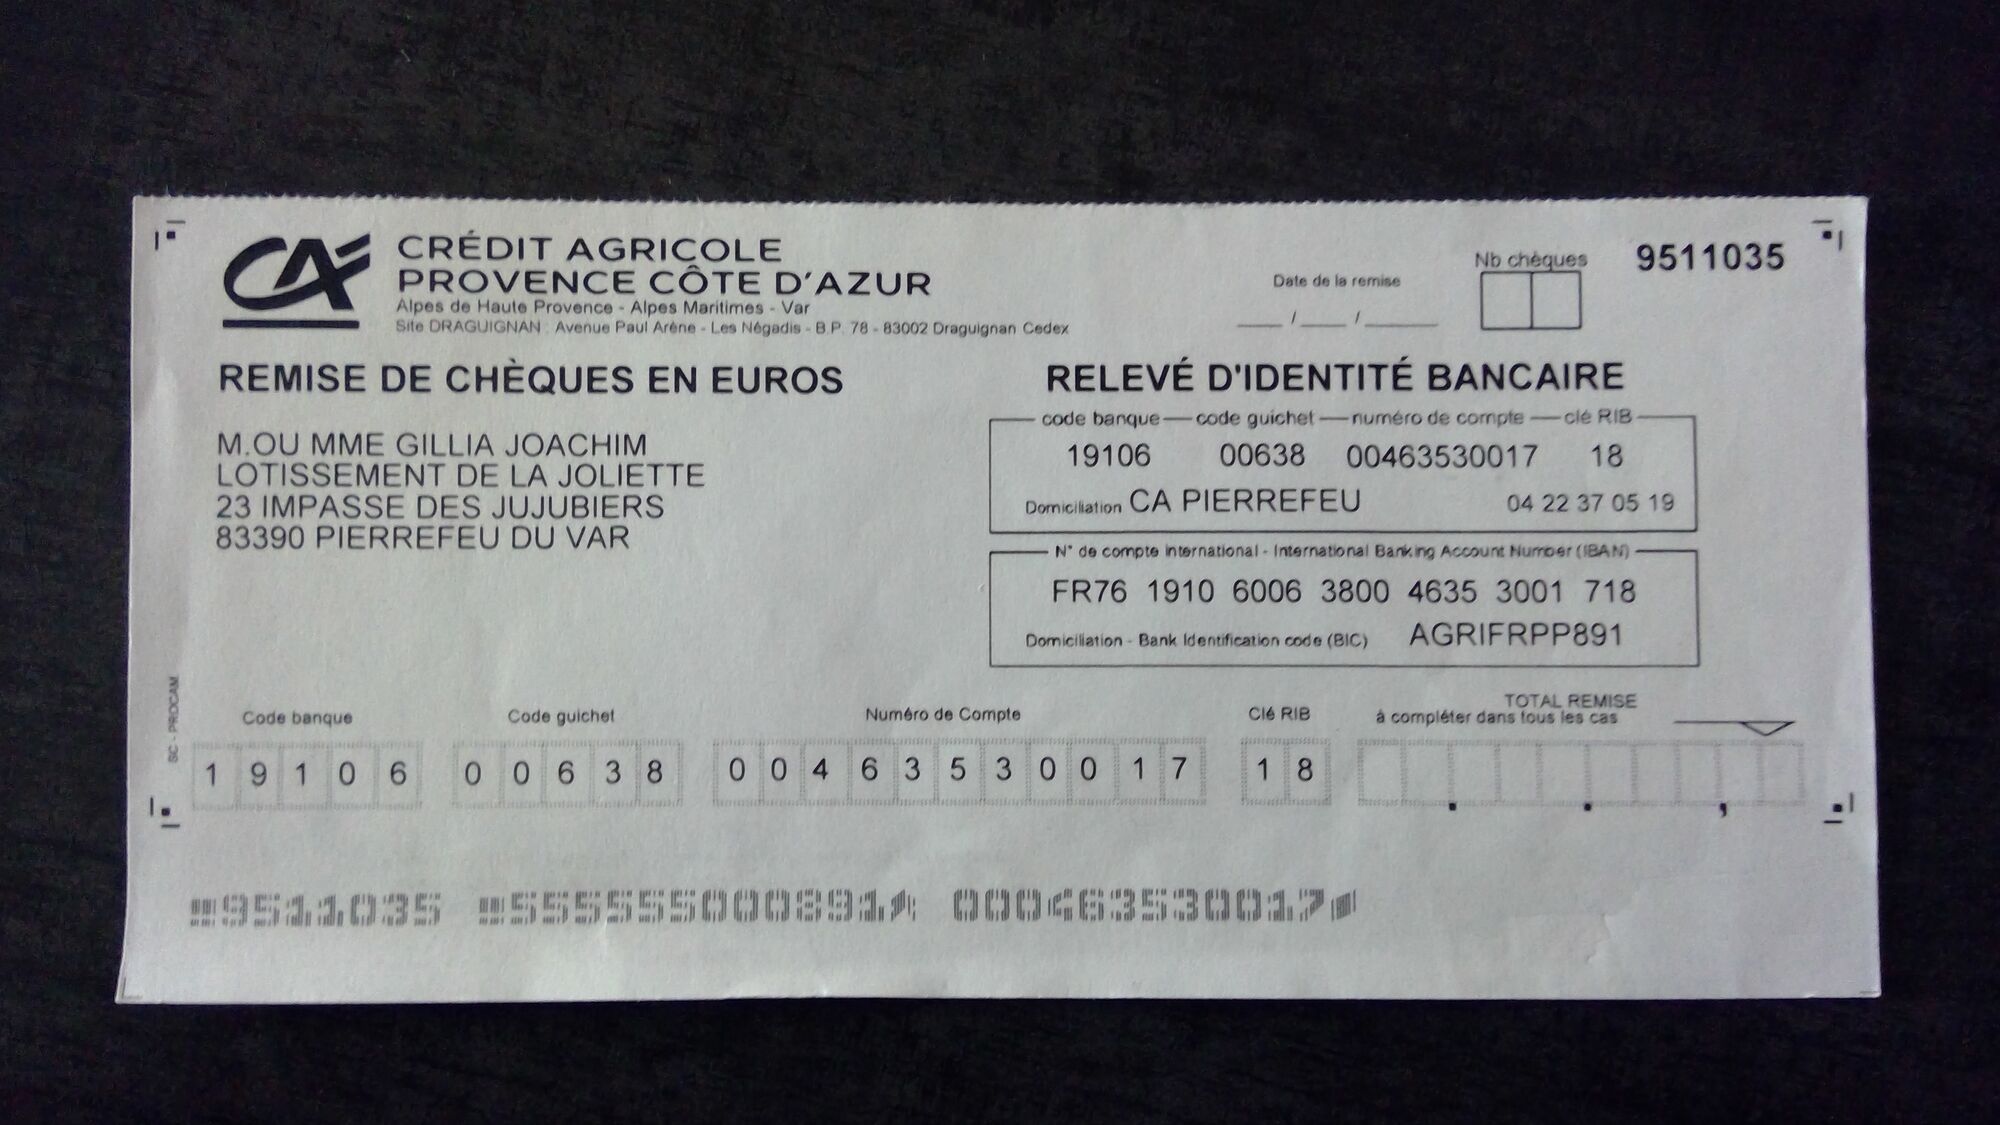 CRÉDIT AGRICOLE
PROVENCE CÔTE D'AZUR
Alpes de Haute Provence - Alpes Maritimes - Var
Site DRAGUIGNAN : Avenue Paul Arène - Les Négadis - B.P. 78 - 83002 Draguignan Cedex
Date de la remise
/ /
Nb chèques
9511035
REMISE DE CHÈQUES EN EUROS
M.OU MME GILLIA JOACHIM
LOTISSEMENT DE LA JOLIETTE
23 IMPASSE DES JUJUBIERS
83390 PIERREFEU DU VAR
RELEVÉ D'IDENTITÉ BANCAIRE
code banque code guichet numéro de compte clé RIB
19106 00638 00463530017 18
Domiciliation CA PIERREFEU 04 22 37 05 19
N° de compte international - International Banking Account Number (IBAN)
FR76 1910 6006 3800 4635 3001 718
Domiciliation - Bank Identification code (BIC) AGRIFRPP891
SC - PROCAM
Code banque Code guichet Numéro de Compte Clé RIB TOTAL REMISE
à compléter dans tous les cas
1 9 1 0 6 0 0 6 3 8 0 0 4 6 3 5 3 0 0 1 7 1 8
9511035 555555000891 000463530017